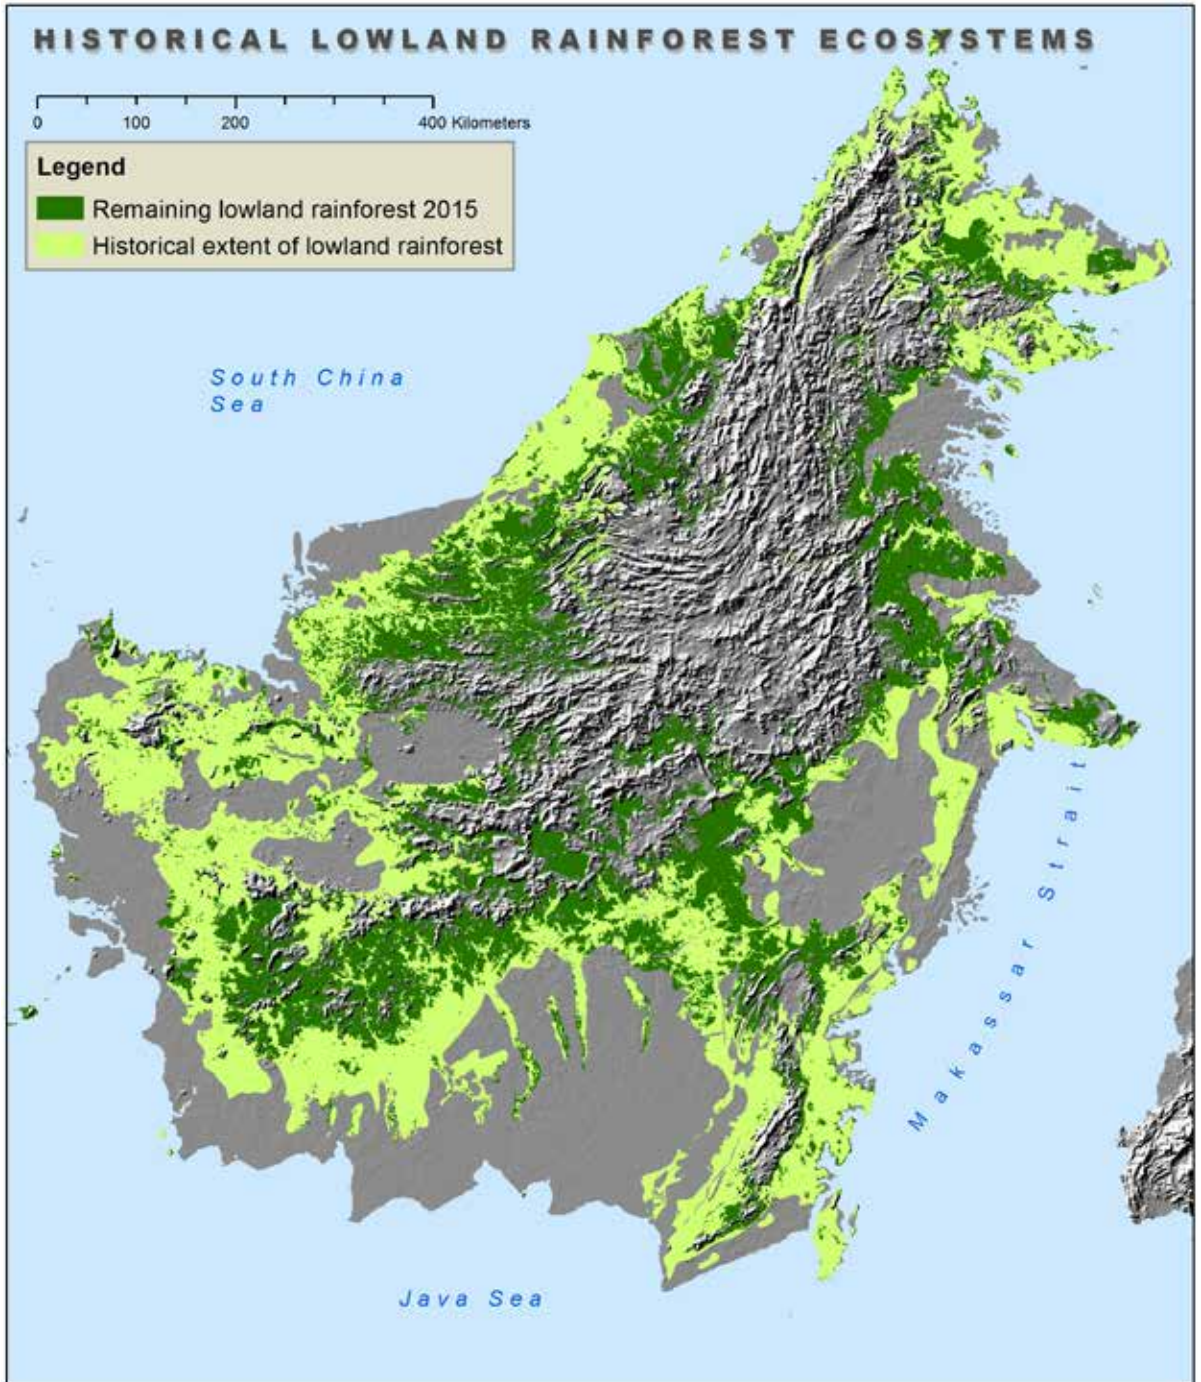 HISTORICAL LOWLAND RAINFOREST ECOSYSTEMS
0 100 200 400 Kilometers
Legend
Remaining lowland rainforest 2015
Historical extent of lowland rainforest
South China
Sea
Makassar Strait
Java Sea